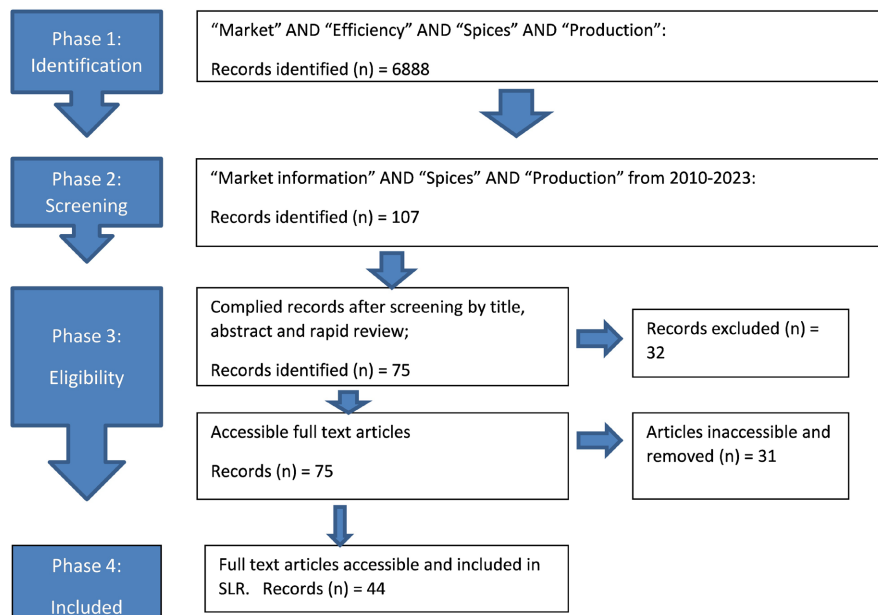 Phase 1:
Identification
“Market” AND “Efficiency” AND “Spices” AND “Production”:
Records identified (n) = 6888
Phase 2:
Screening
“Market information” AND “Spices” AND “Production” from 2010-2023:
Records identified (n) = 107
Phase 3:
Eligibility
Complied records after screening by title,
abstract and rapid review;
Records identified (n) = 75
Records excluded (n) =
32
Accessible full text articles
Records (n) = 75
Articles inaccessible and
removed (n) = 31
Phase 4:
Included
Full text articles accessible and included in
SLR. Records (n) = 44